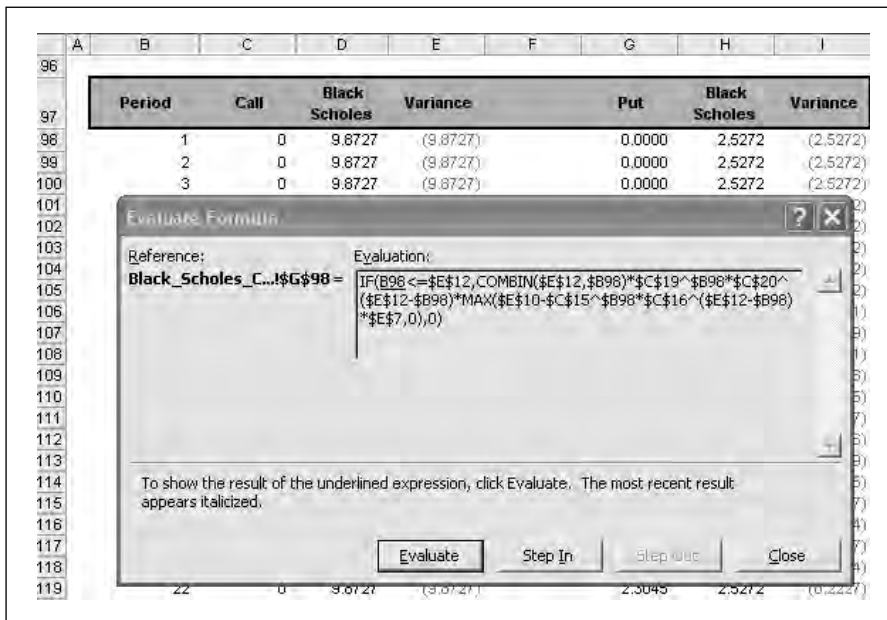 A B C D E F G H I
96
97 Period Call Black Scholes Variance Put Black Scholes Variance
98 1 0 9.8727 (9.8727) 0.0000 2.5272 (2.5272)
99 2 0 9.8727 (9.8727) 0.0000 2.5272 (2.5272)
100 3 0 9.8727 (9.8727) 0.0000 2.5272 (2.5272)
101
102
103
104
105
106
107
108
109
110
111
112
113
114
115
116
117
118
119 22 0 9.8727 (9.8727) 2.3045 2.5272 (0.2227)
Evaluate Formula
Reference: Evaluation:
Black_Scholes_C...!$G$98 = IF(B98<=$E$12,COMBIN($E$12,$B98)*$C$19^$B98*$C$20^
($E$12-$B98)*MAX($E$10-$C$15^$B98*$C$16^($E$12-$B98)
*$E$7,0),0)
To show the result of the underlined expression, click Evaluate. The most recent result
appears italicized.
Evaluate Step In Step Out Close